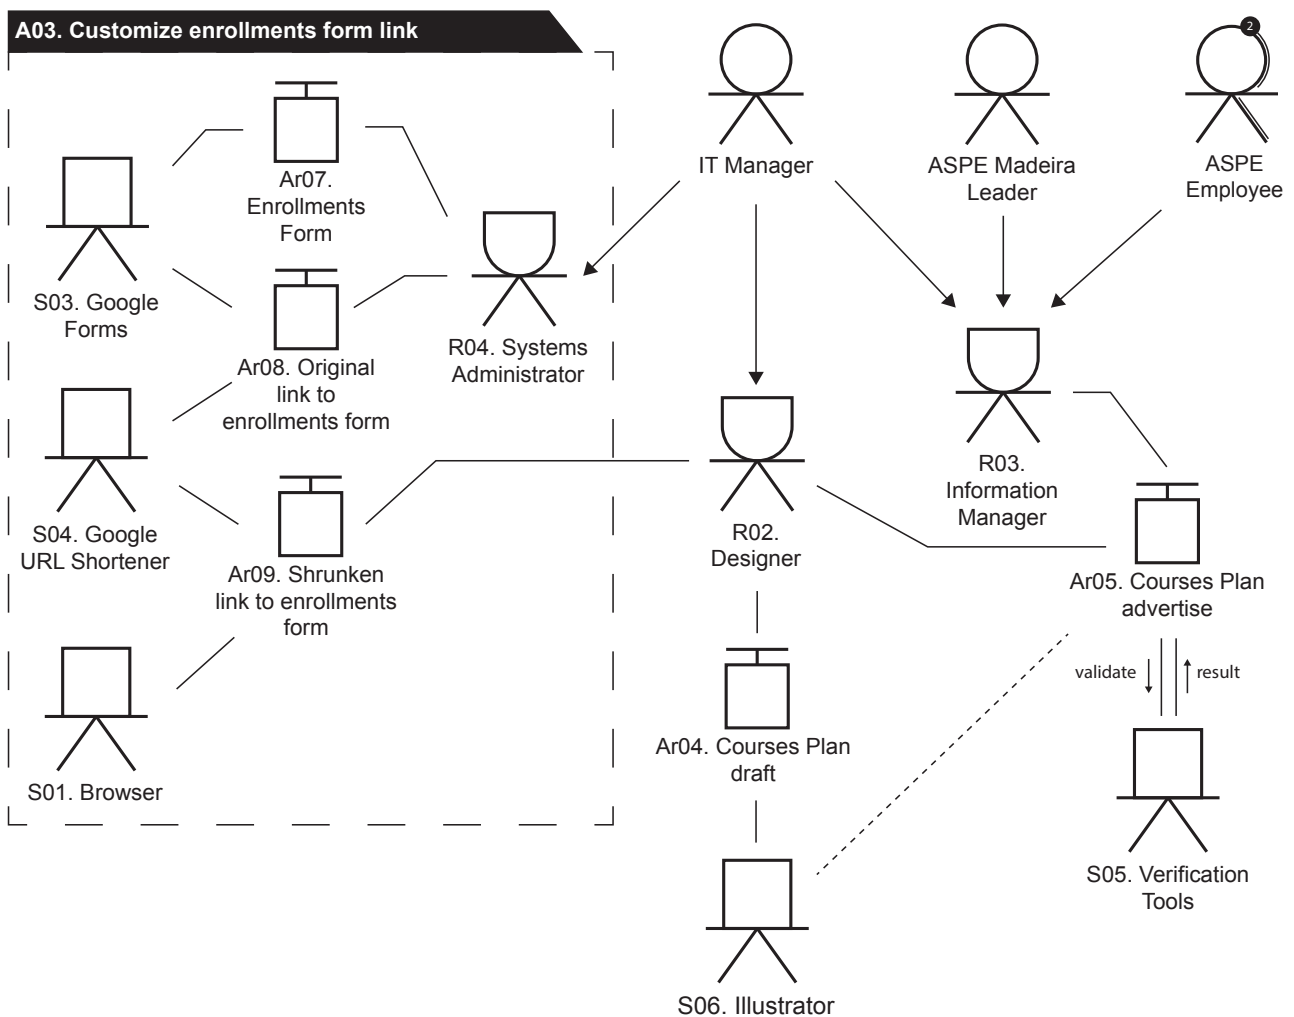 A03. Customize enrollments form link
2
IT Manager
ASPE Madeira
Leader
ASPE
Employee
Ar07.
Enrollments
Form
S03. Google
Forms
Ar08. Original
link to
enrollments form
R04. Systems
Administrator
S04. Google
URL Shortener
Ar09. Shrunken
link to enrollments
form
S01. Browser
R02.
Designer
R03.
Information
Manager
Ar05. Courses Plan
advertise
validate
result
Ar04. Courses Plan
draft
S05. Verification
Tools
S06. Illustrator